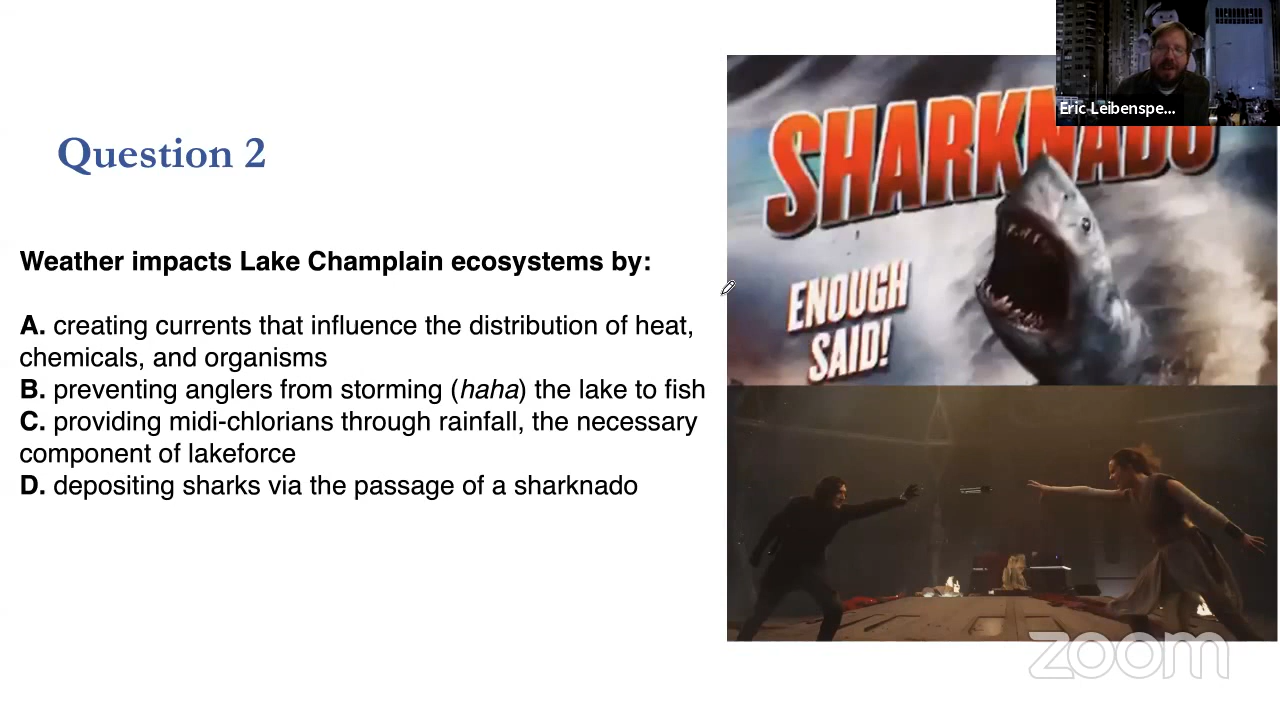 Question 2
Weather impacts Lake Champlain ecosystems by:
A. creating currents that influence the distribution of heat,
chemicals, and organisms
B. preventing anglers from storming (haha) the lake to fish
C. providing midi-chlorians through rainfall, the necessary
component of lakeforce
D. depositing sharks via the passage of a sharknado
SHARKNADO
ENOUGH
SAID!
Eric Leibenspe...
zoom